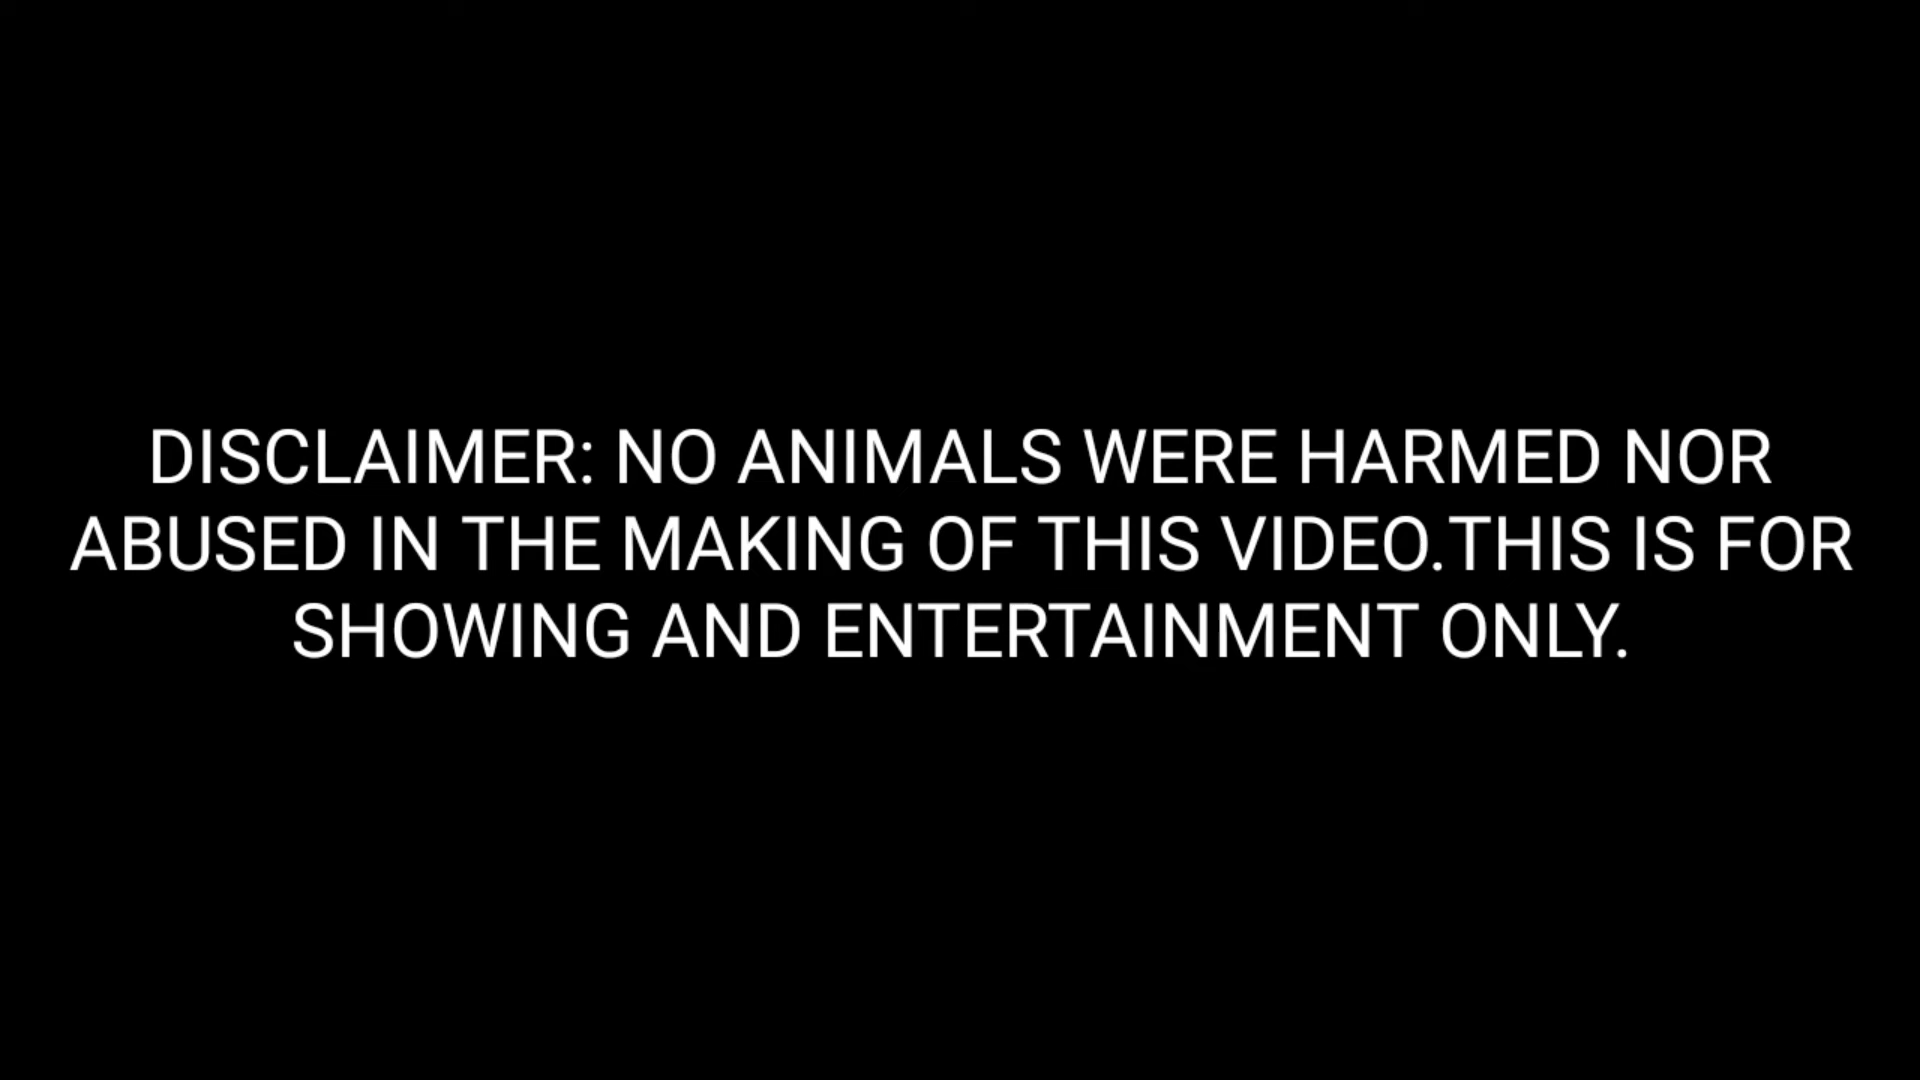 DISCLAIMER: NO ANIMALS WERE HARMED NOR
ABUSED IN THE MAKING OF THIS VIDEO.THIS IS FOR
SHOWING AND ENTERTAINMENT ONLY.